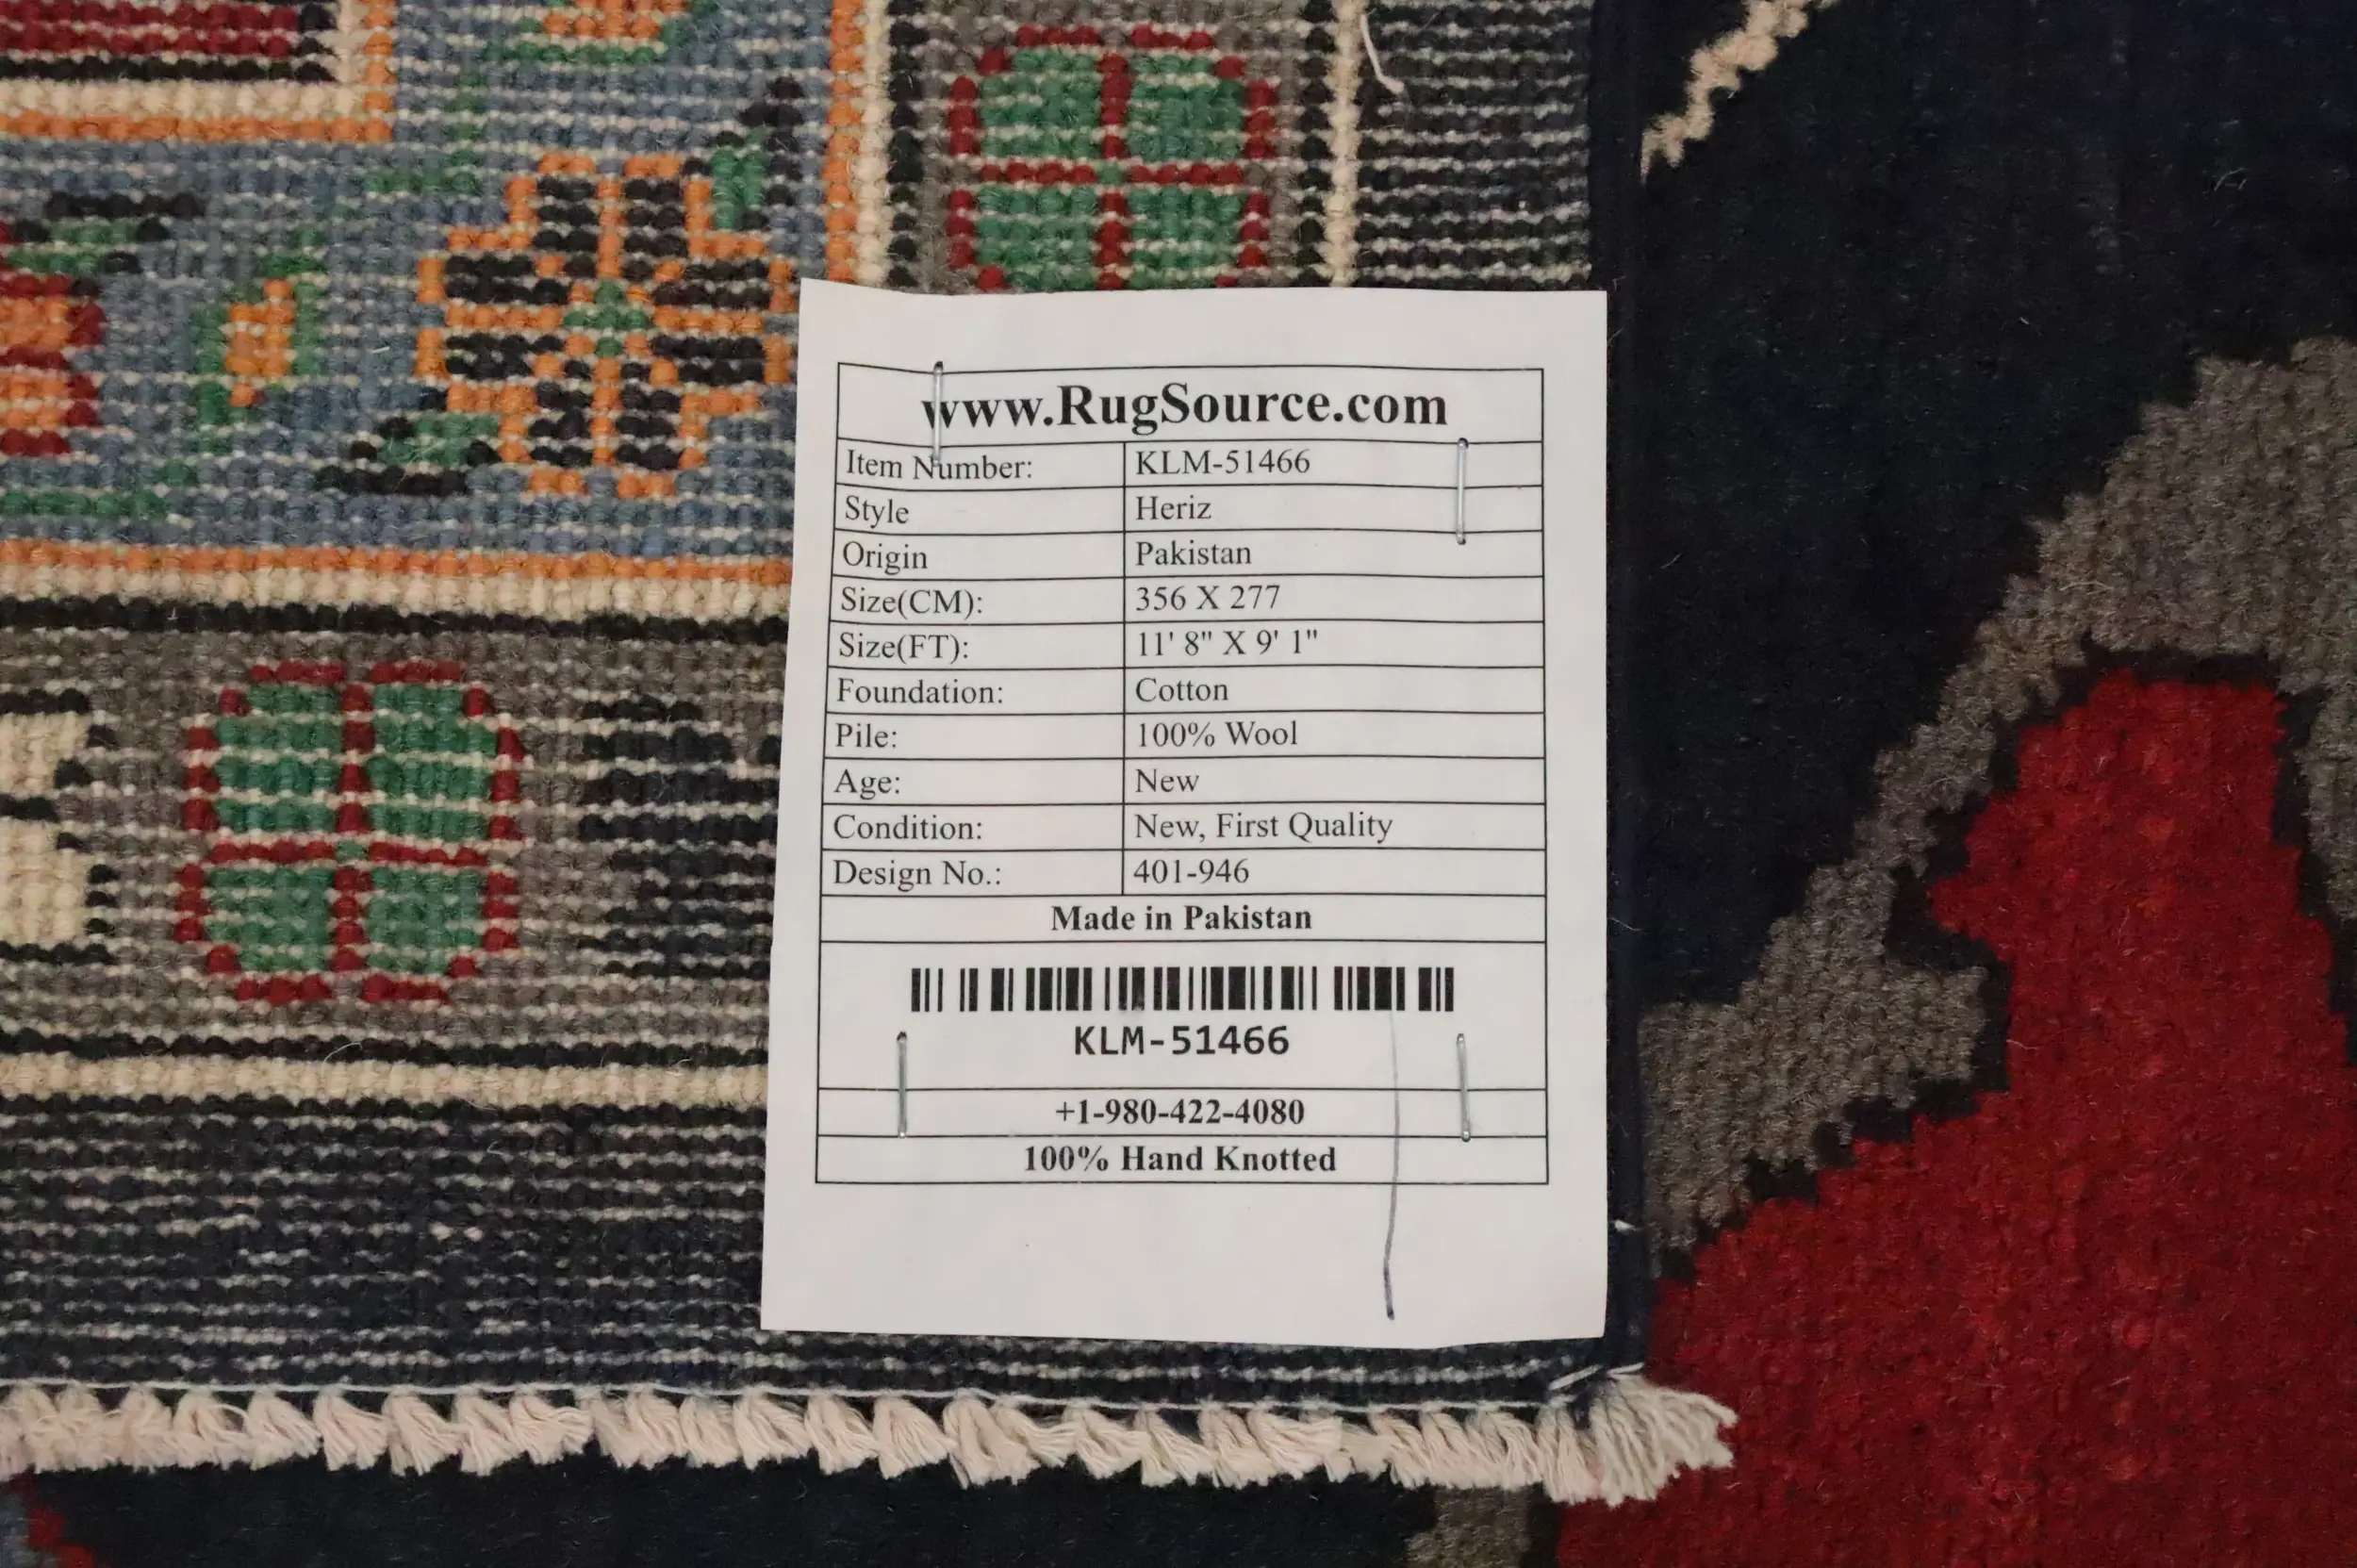 www.RugSource.com
Item Number: KLM-51466
Style Heriz
Origin Pakistan
Size(CM): 356 X 277
Size(FT): 11' 8" X 9' 1"
Foundation: Cotton
Pile: 100% Wool
Age: New
Condition: New, First Quality
Design No.: 401-946
Made in Pakistan
KLM-51466
+1-980-422-4080
100% Hand Knotted